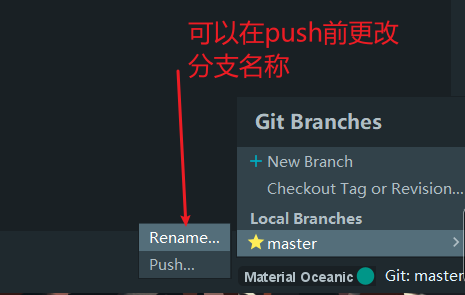 可以在push前更改
分支名称
Git Branches
+ New Branch
Checkout Tag or Revision...
Local Branches
master
Rename...
Push...
Material Oceanic
Git: master